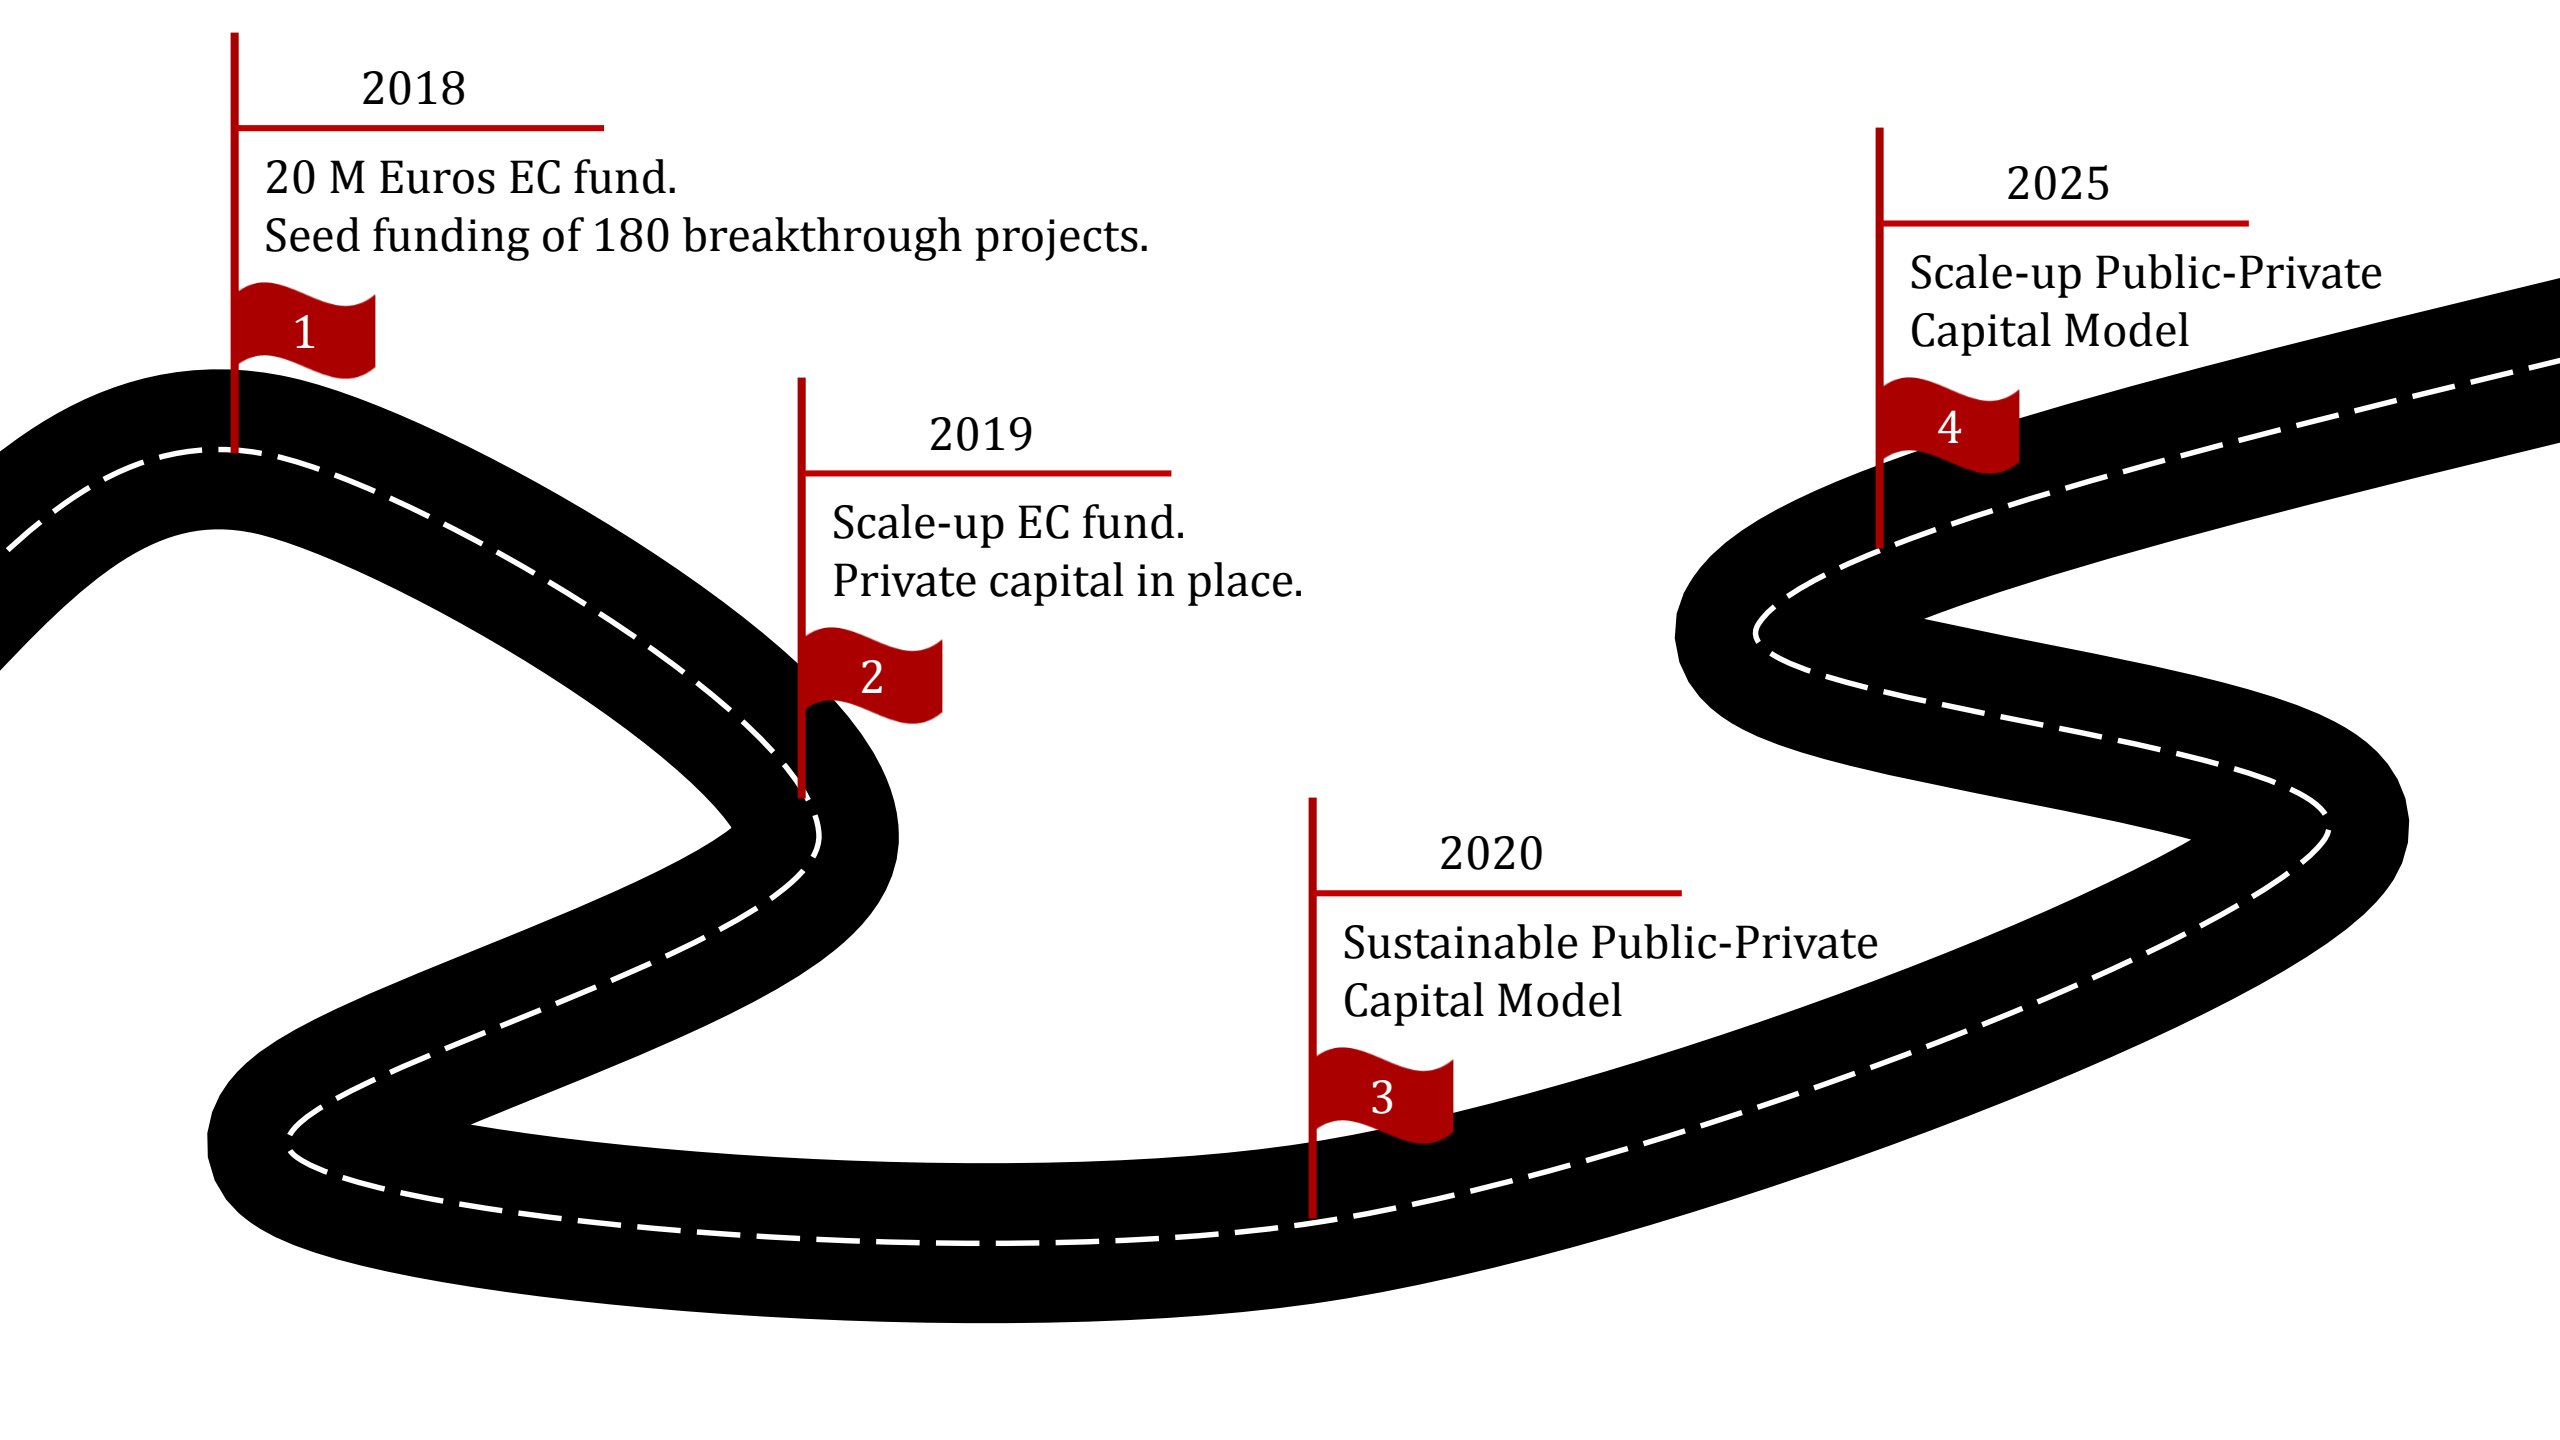 2018
20 M Euros EC fund.
Seed funding of 180 breakthrough projects.
1
2019
Scale-up EC fund.
Private capital in place.
2
2020
Sustainable Public-Private
Capital Model
3
2025
Scale-up Public-Private
Capital Model
4